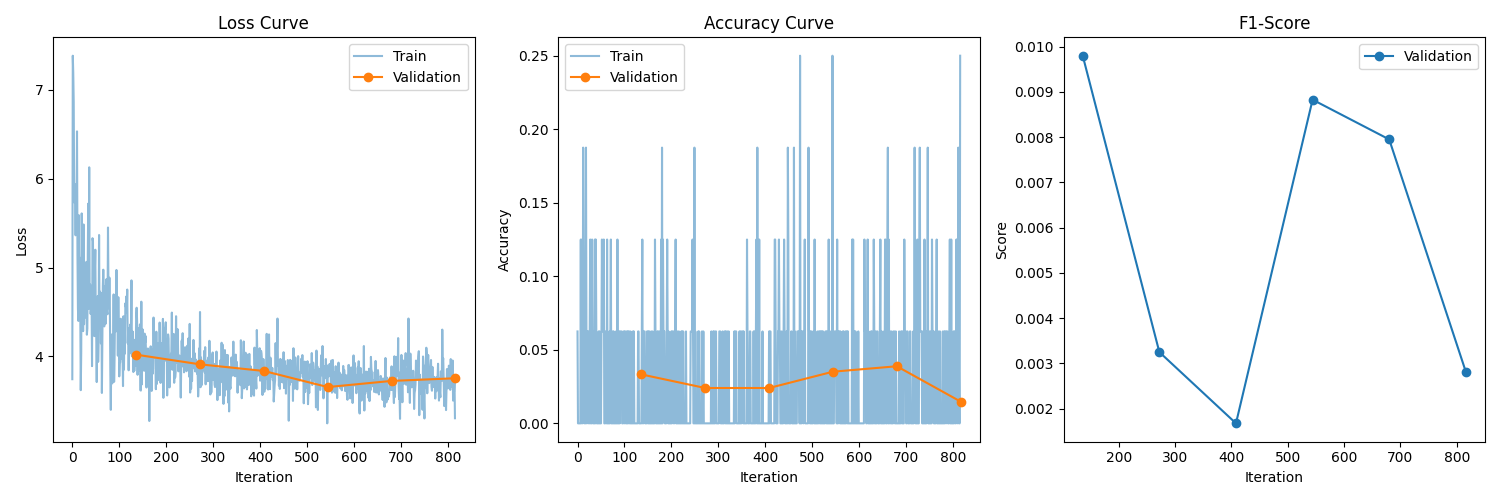 Loss Curve
Train
Validation
7
6
5
4
Loss
0 100 200 300 400 500 600 700 800
Iteration
Accuracy Curve
Train
Validation
0.25
0.20
0.15
0.10
0.05
0.00
Accuracy
0 100 200 300 400 500 600 700 800
Iteration
F1-Score
Validation
0.010
0.009
0.008
0.007
0.006
0.005
0.004
0.003
0.002
Score
200 300 400 500 600 700 800
Iteration